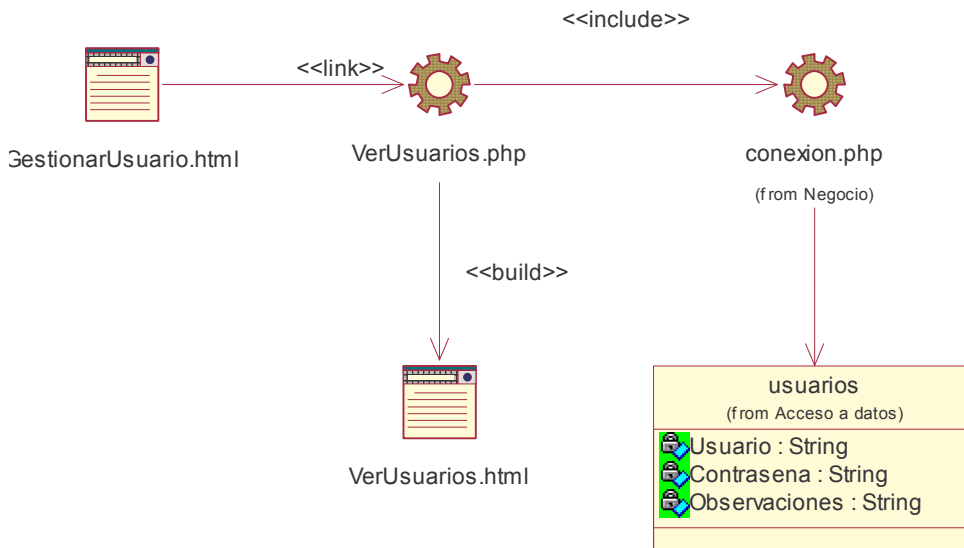 <<include>>
<<link>>
GestionarUsuario.html
VerUsuarios.php
conexion.php
(from Negocio)
<<build>>
VerUsuarios.html
usuarios
(from Acceso a datos)
Usuario : String
Contrasena : String
Observaciones : String